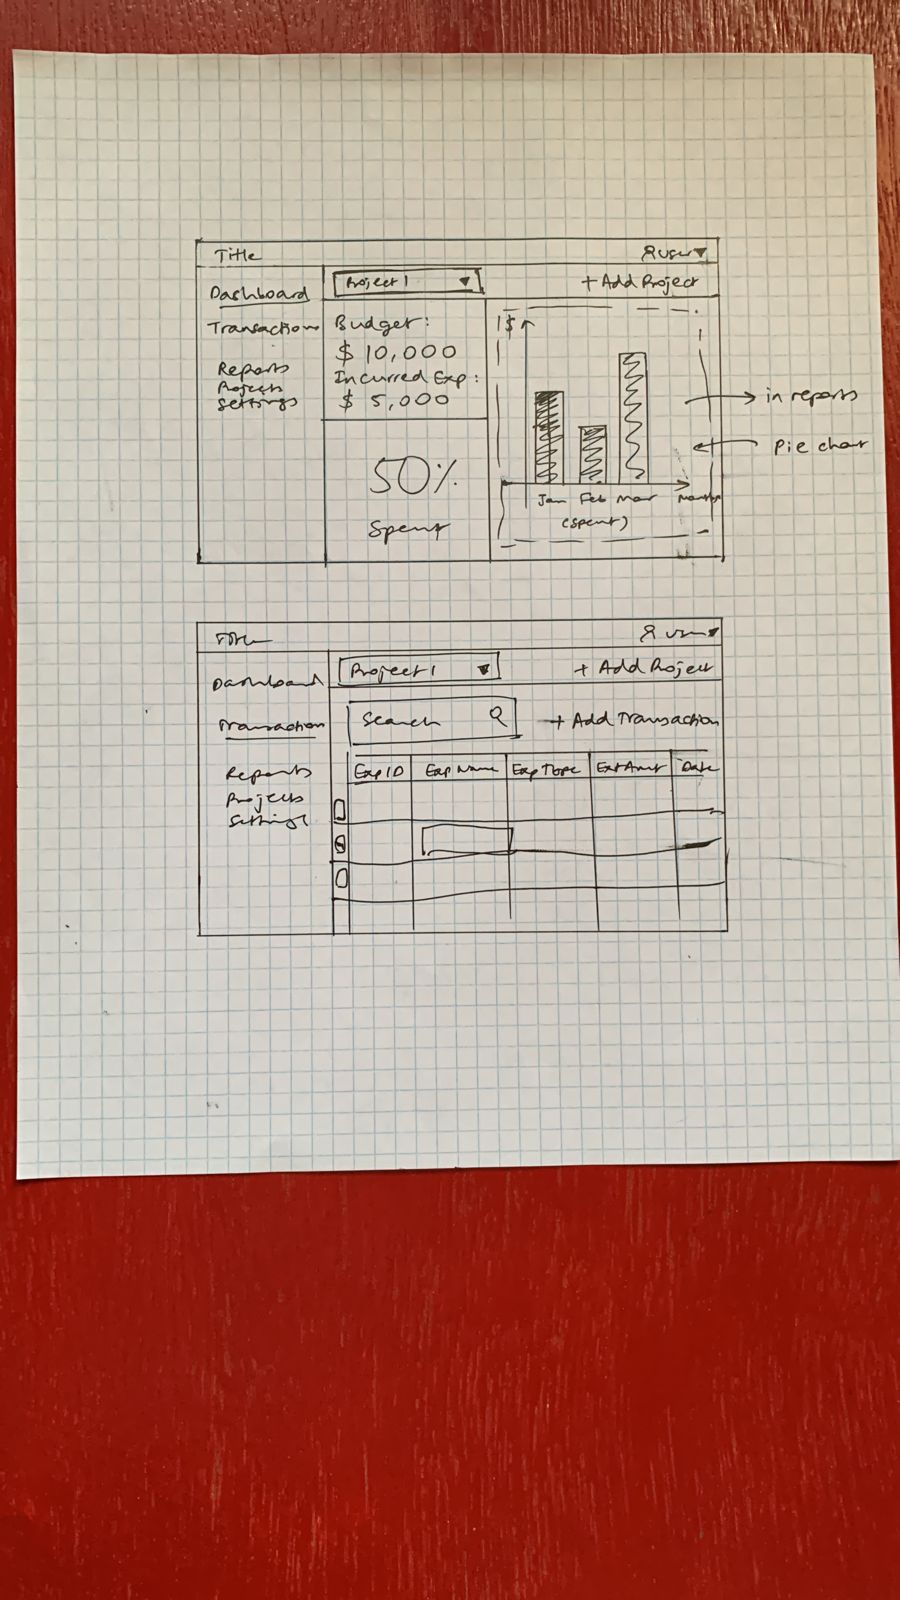 Title
user
Dashboard
Project 1
+ Add Project
Transaction
Budget:
$ 10,000
Reports
Projects
Settings
Incurred Exp:
$ 5,000
50%
Spent
$
Jan Feb Mar Months
(spent)
in reports
Pie chart
Title
user
Dashboard
Project 1
+ Add Project
Transaction
Search
+ Add Transaction
Reports
Projects
Settings
Exp ID Exp Name Exp Type Date